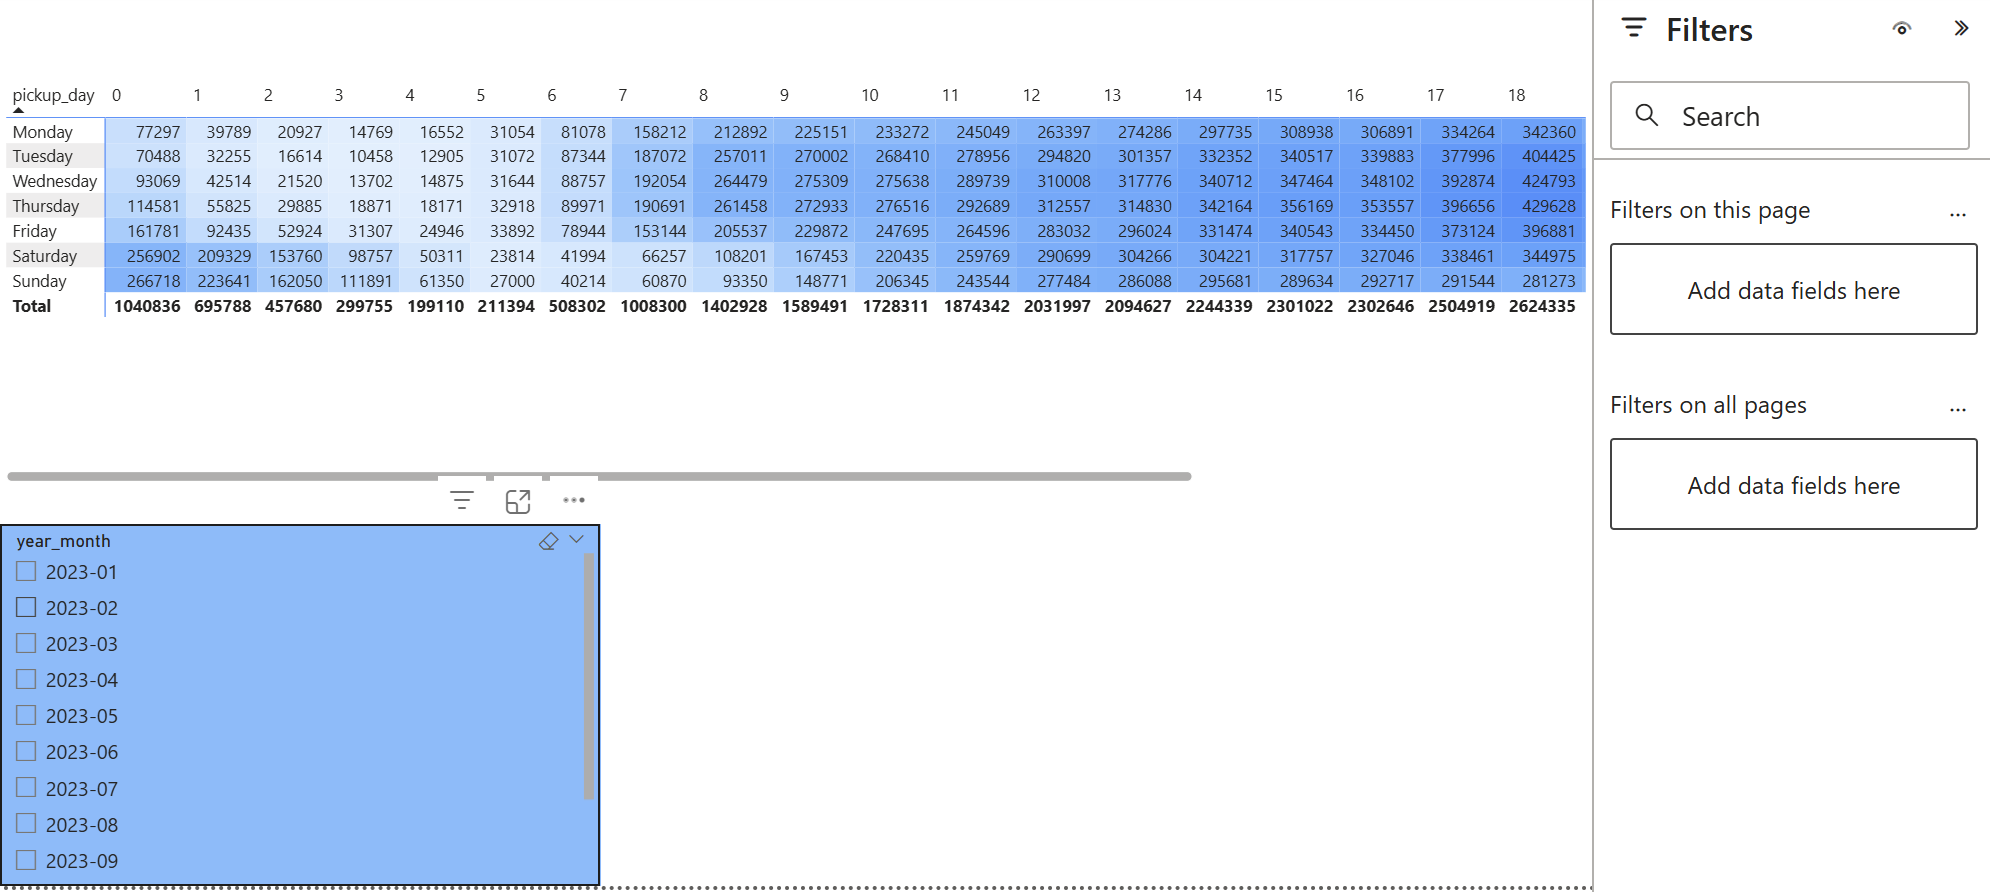 Filters
Search
pickup_day 0 1 2 3 4 5 6 7 8 9 10 11 12 13 14 15 16 17 18
Monday 77297 39789 20927 14769 16552 31054 81078 158212 212892 225151 233272 245049 263397 274286 297735 308938 306891 334264 342360
Tuesday 70488 32255 16614 10458 12905 31072 87344 187072 257011 270002 268410 278956 294820 301357 332352 340517 339883 377996 404425
Wednesday 93069 42514 21520 13702 14875 31644 88757 192054 264479 275309 275638 289739 310008 317776 340712 347464 348102 392874 424793
Thursday 114581 55825 29885 18871 18171 32918 89971 190691 261458 272933 276516 292689 312557 314830 342164 356169 353557 396656 429628
Friday 161781 92435 52924 31307 24946 33892 78944 153144 205537 229872 247695 264596 283032 296024 331474 340543 334450 373124 396881
Saturday 256902 209329 153760 98757 50311 23814 41994 66257 108201 167453 220435 259769 290699 304266 304221 317757 327046 338461 344975
Sunday 266718 223641 162050 111891 61350 27000 40214 60870 93350 148771 206345 243544 277484 286088 295681 289634 292717 291544 281273
Total 1040836 695788 457680 299755 199110 211394 508302 1008300 1402928 1589491 1728311 1874342 2031997 2094627 2244339 2301022 2302646 2504919 2624335
Filters on this page
Add data fields here
Filters on all pages
Add data fields here
year_month
2023-01
2023-02
2023-03
2023-04
2023-05
2023-06
2023-07
2023-08
2023-09